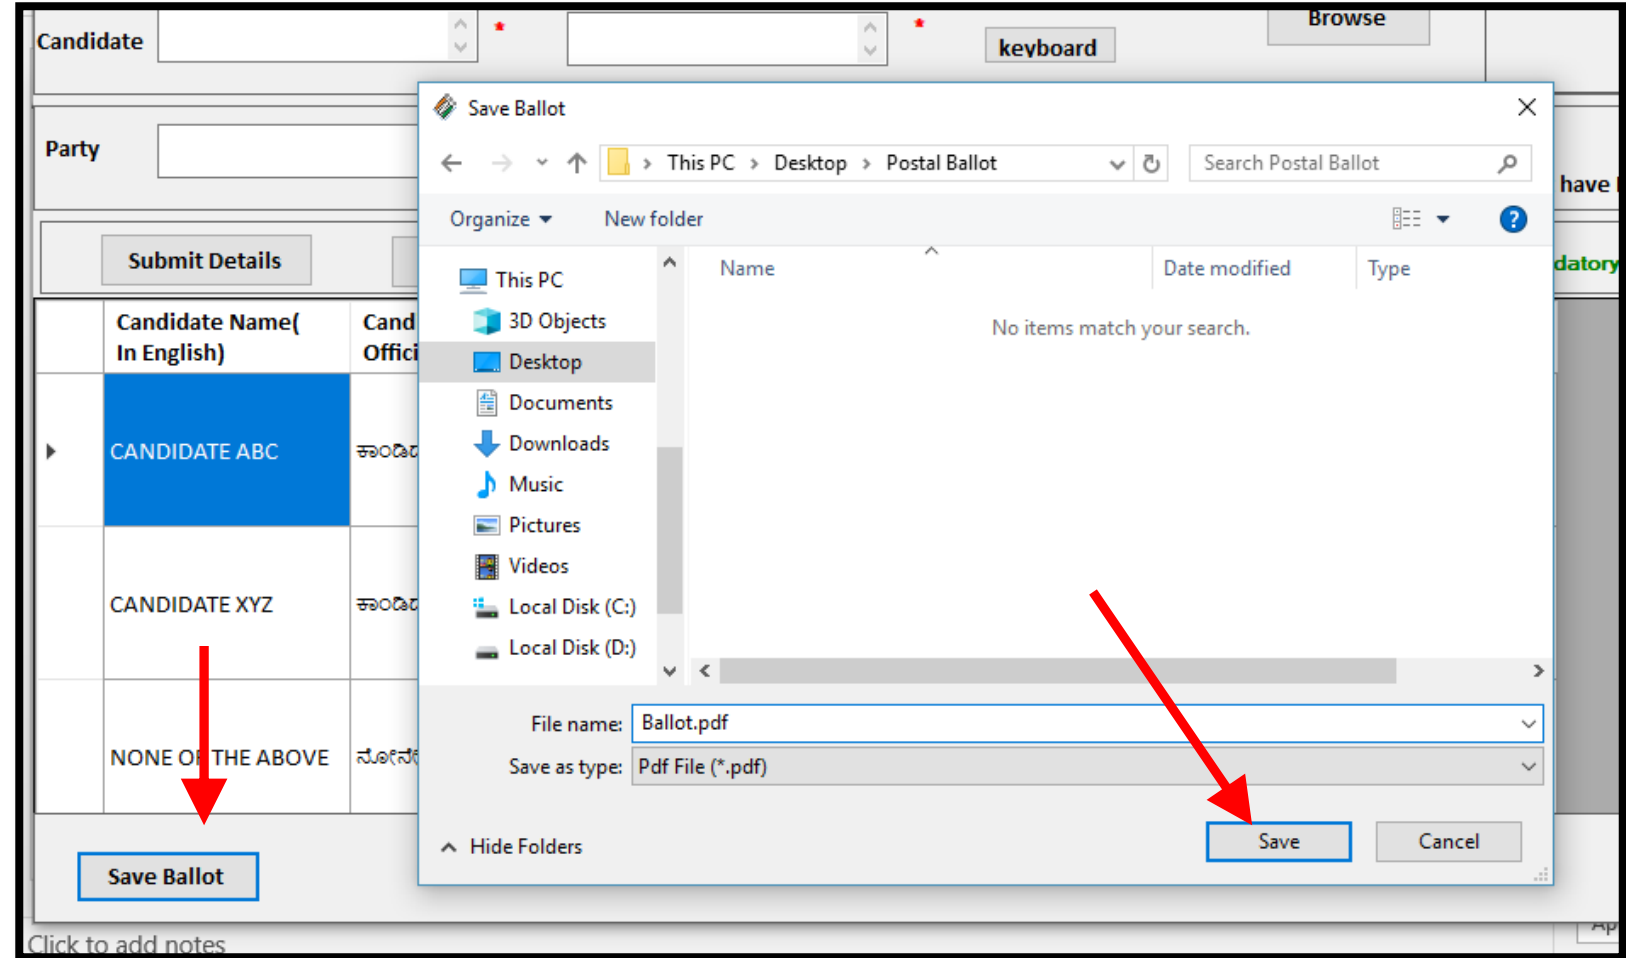 Browse
Candidate * * keyboard
Save Ballot
Party
This PC > Desktop > Postal Ballot Search Postal Ballot
have
Organize New folder
Submit Details
datory
Name Date modified Type
This PC
3D Objects
No items match your search.
Desktop
Documents
Downloads
Music
Pictures
Videos
Local Disk (C:)
Local Disk (D:)
Candidate Name( Cand
In English) Offici
CANDIDATE ABC
CANDIDATE XYZ
NONE OF THE ABOVE
File name: Ballot.pdf
Save as type: Pdf File (*.pdf)
Hide Folders Save Cancel
Save Ballot
Click to add notes